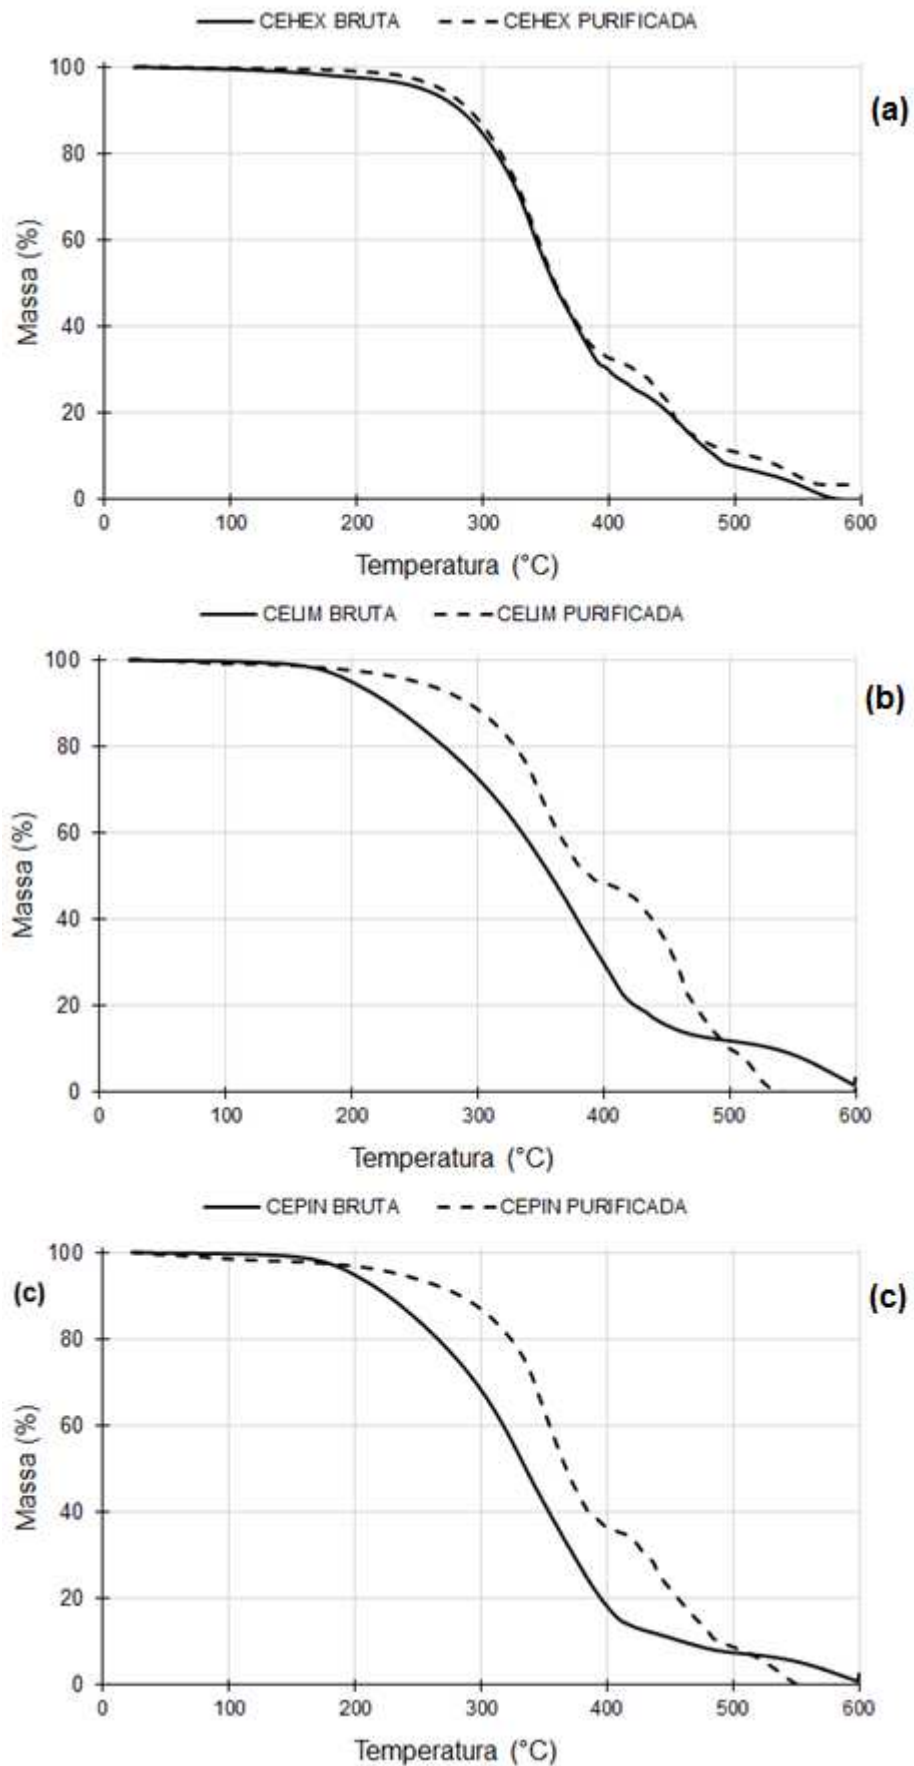 CEHEX BRUTA CEHEX PURIFICADA
(a)
100
80
60
40
20
0
Massa (%)
0 100 200 300 400 500 600
Temperatura (°C)
CELIM BRUTA CELIM PURIFICADA
(b)
100
80
60
40
20
0
Massa (%)
0 100 200 300 400 500 600
Temperatura (°C)
CEPIN BRUTA CEPIN PURIFICADA
(c) (c)
100
80
60
40
20
0
Massa (%)
0 100 200 300 400 500 600
Temperatura (°C)